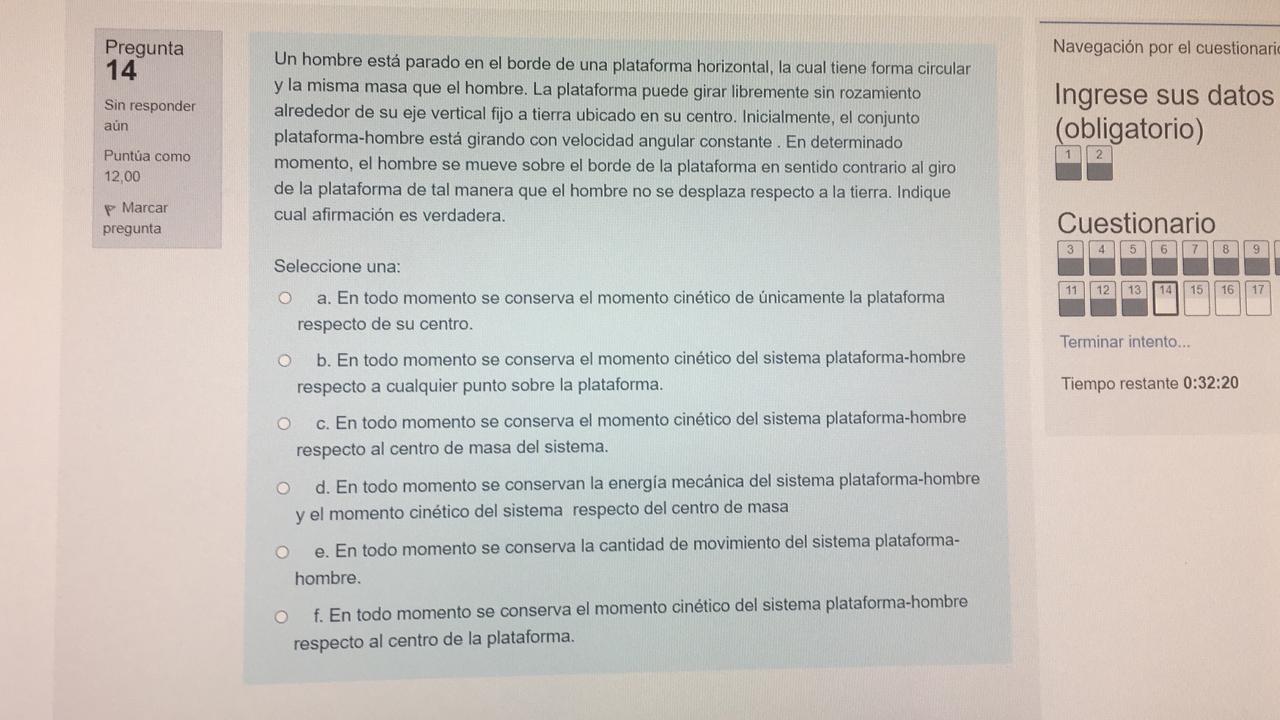 Pregunta
14
Sin responder
aún
Puntúa como
12,00
Marcar
pregunta
Un hombre está parado en el borde de una plataforma horizontal, la cual tiene forma circular
y la misma masa que el hombre. La plataforma puede girar libremente sin rozamiento
alrededor de su eje vertical fijo a tierra ubicado en su centro. Inicialmente, el conjunto
plataforma-hombre está girando con velocidad angular constante . En determinado
momento, el hombre se mueve sobre el borde de la plataforma en sentido contrario al giro
de la plataforma de tal manera que el hombre no se desplaza respecto a la tierra. Indique
cual afirmación es verdadera.
Seleccione una:
a. En todo momento se conserva el momento cinético de únicamente la plataforma
respecto de su centro.
b. En todo momento se conserva el momento cinético del sistema plataforma-hombre
respecto a cualquier punto sobre la plataforma.
c. En todo momento se conserva el momento cinético del sistema plataforma-hombre
respecto al centro de masa del sistema.
d. En todo momento se conservan la energía mecánica del sistema plataforma-hombre
y el momento cinético del sistema respecto del centro de masa
e. En todo momento se conserva la cantidad de movimiento del sistema plataforma-
hombre.
f. En todo momento se conserva el momento cinético del sistema plataforma-hombre
respecto al centro de la plataforma.
Navegación por el cuestionario
Ingrese sus datos
(obligatorio)
1 2
Cuestionario
3 4 5 6 7 8 9
11 12 13 14 15 16 17
Terminar intento...
Tiempo restante 0:32:20